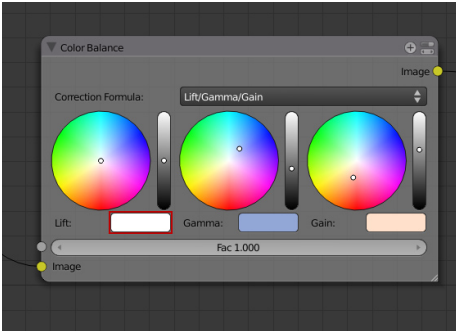 Color Balance
Image
Correction Formula: Lift/Gamma/Gain
Lift: Gamma: Gain:
Fac 1.000
Image